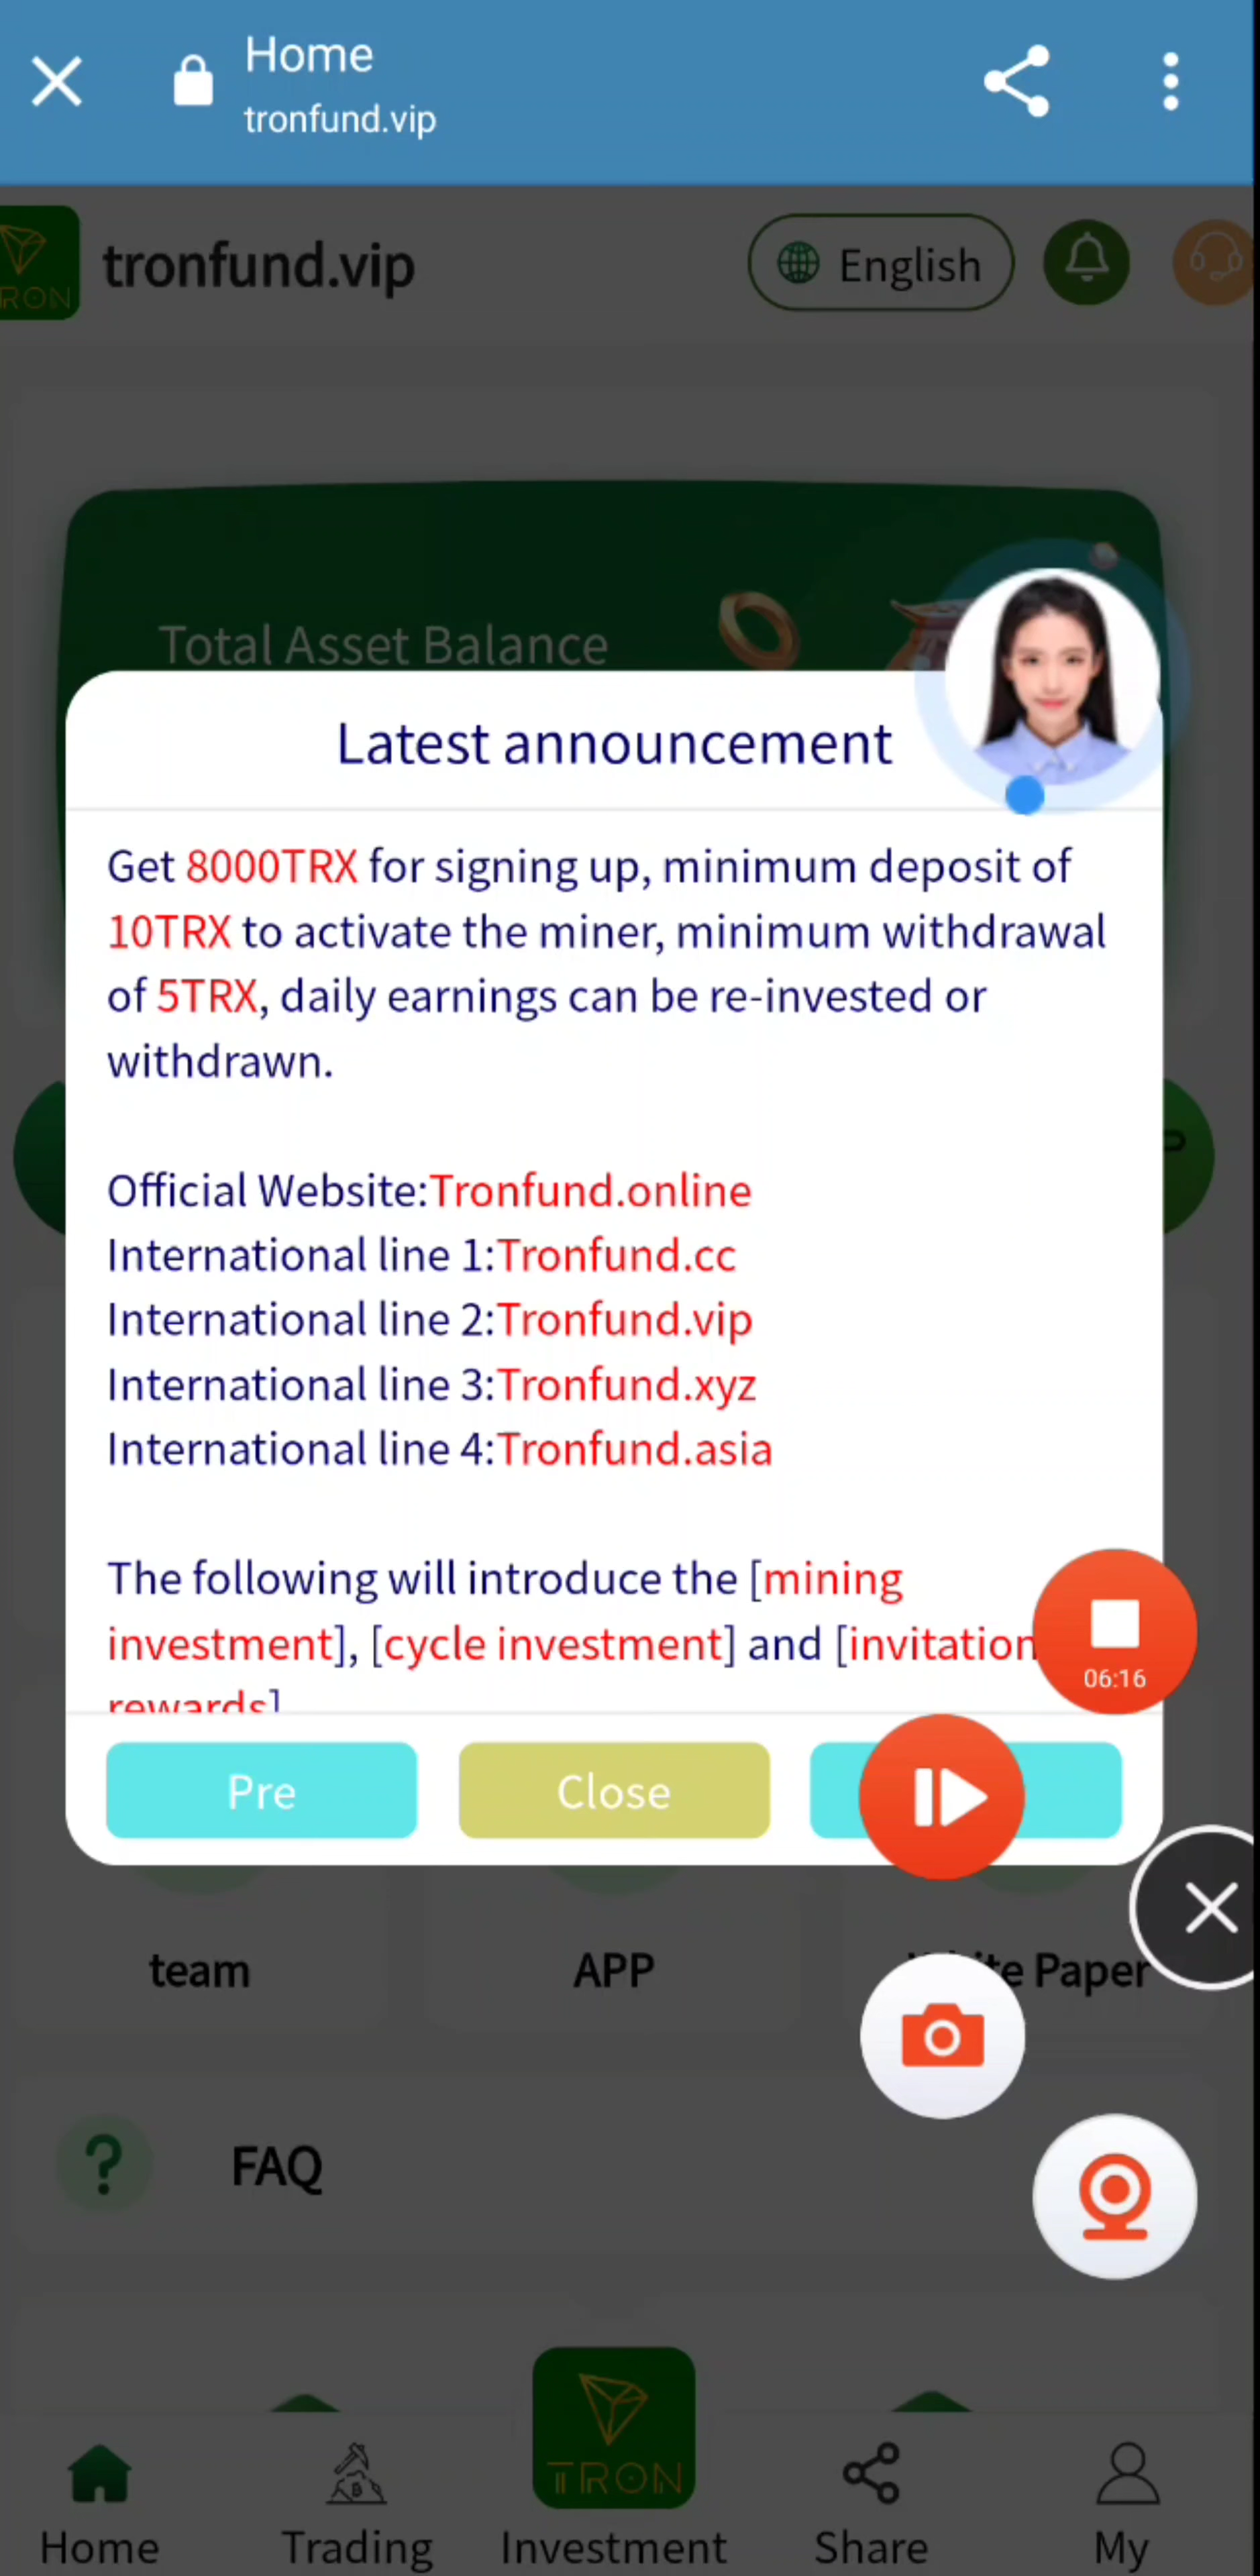 Home
tronfund.vip
tronfund.vip
English
Total Asset Balance
Latest announcement
Get 8000TRX for signing up, minimum deposit of
10TRX to activate the miner, minimum withdrawal
of 5TRX, daily earnings can be re-invested or
withdrawn.
Official Website:Tronfund.online
International line 1:Tronfund.cc
International line 2:Tronfund.vip
International line 3:Tronfund.xyz
International line 4:Tronfund.asia
The following will introduce the [mining
investment], [cycle investment] and [invitation
rewards]
06:16
Pre
Close
team
APP
Paper
FAQ
TRON
Home
Trading
Investment
Share
My